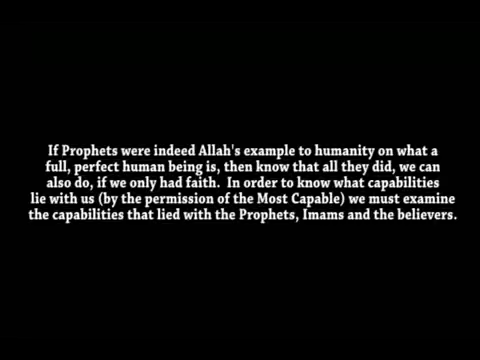 If Prophets were indeed Allah's example to humanity on what a
full, perfect human being is, then know that all they did, we can
also do, if we only had faith. In order to know what capabilities
lie with us (by the permission of the Most Capable) we must examine
the capabilities that lied with the Prophets, Imams and the believers.